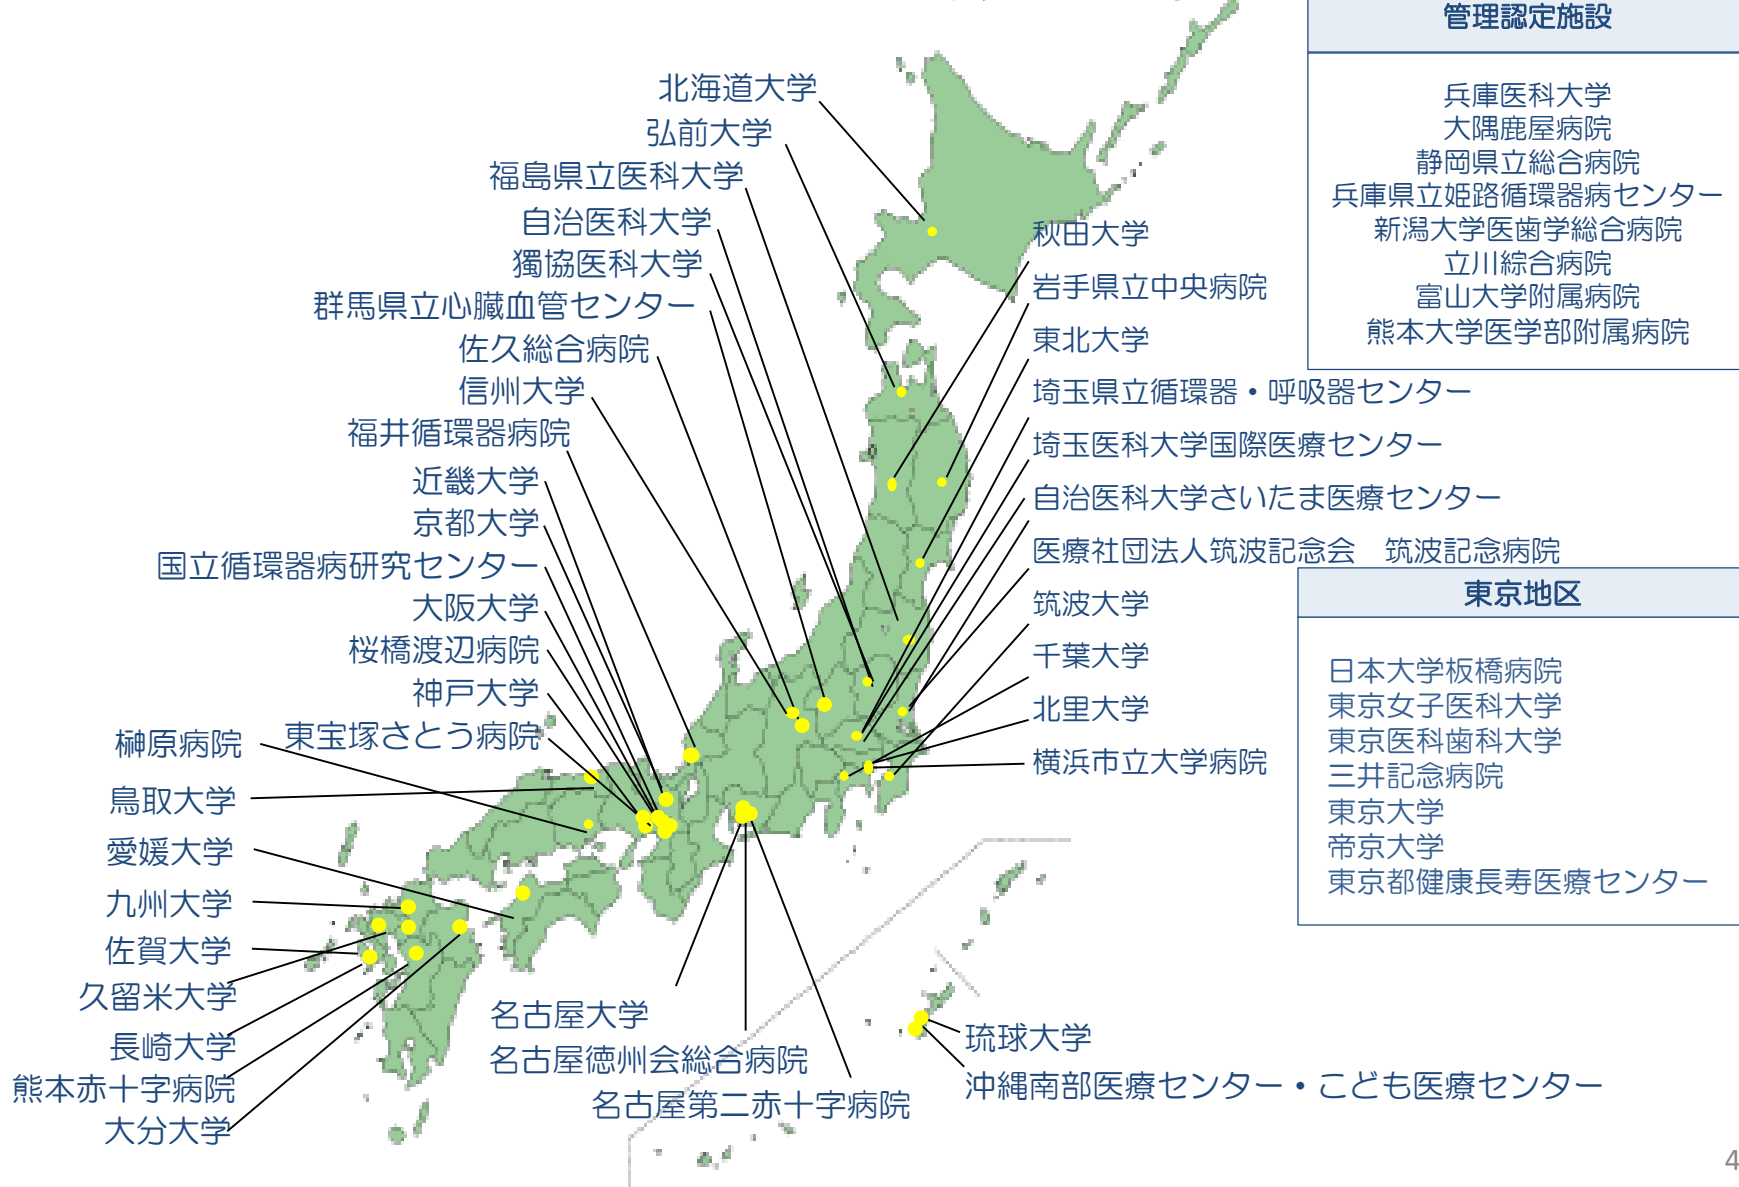 管理認定施設
兵庫医科大学
大隅鹿屋病院
静岡県立総合病院
兵庫県立姫路循環器病センター
新潟大学医歯学総合病院
立川綜合病院
富山大学附属病院
熊本大学医学部附属病院
北海道大学
弘前大学
福島県立医科大学
自治医科大学
獨協医科大学
群馬県立心臓血管センター
佐久総合病院
信州大学
福井循環器病院
近畿大学
京都大学
国立循環器病研究センター
大阪大学
桜橋渡辺病院
神戸大学
東宝塚さとう病院
榊原病院
鳥取大学
愛媛大学
九州大学
佐賀大学
久留米大学
長崎大学
熊本赤十字病院
大分大学
秋田大学
岩手県立中央病院
東北大学
埼玉県立循環器・呼吸器センター
埼玉医科大学国際医療センター
自治医科大学さいたま医療センター
医療社団法人筑波記念会　筑波記念病院
筑波大学
千葉大学
北里大学
横浜市立大学病院
東京地区
日本大学板橋病院
東京女子医科大学
東京医科歯科大学
三井記念病院
東京大学
帝京大学
東京都健康長寿医療センター
名古屋大学
名古屋徳州会総合病院
名古屋第二赤十字病院
琉球大学
沖縄南部医療センター・こども医療センター
4